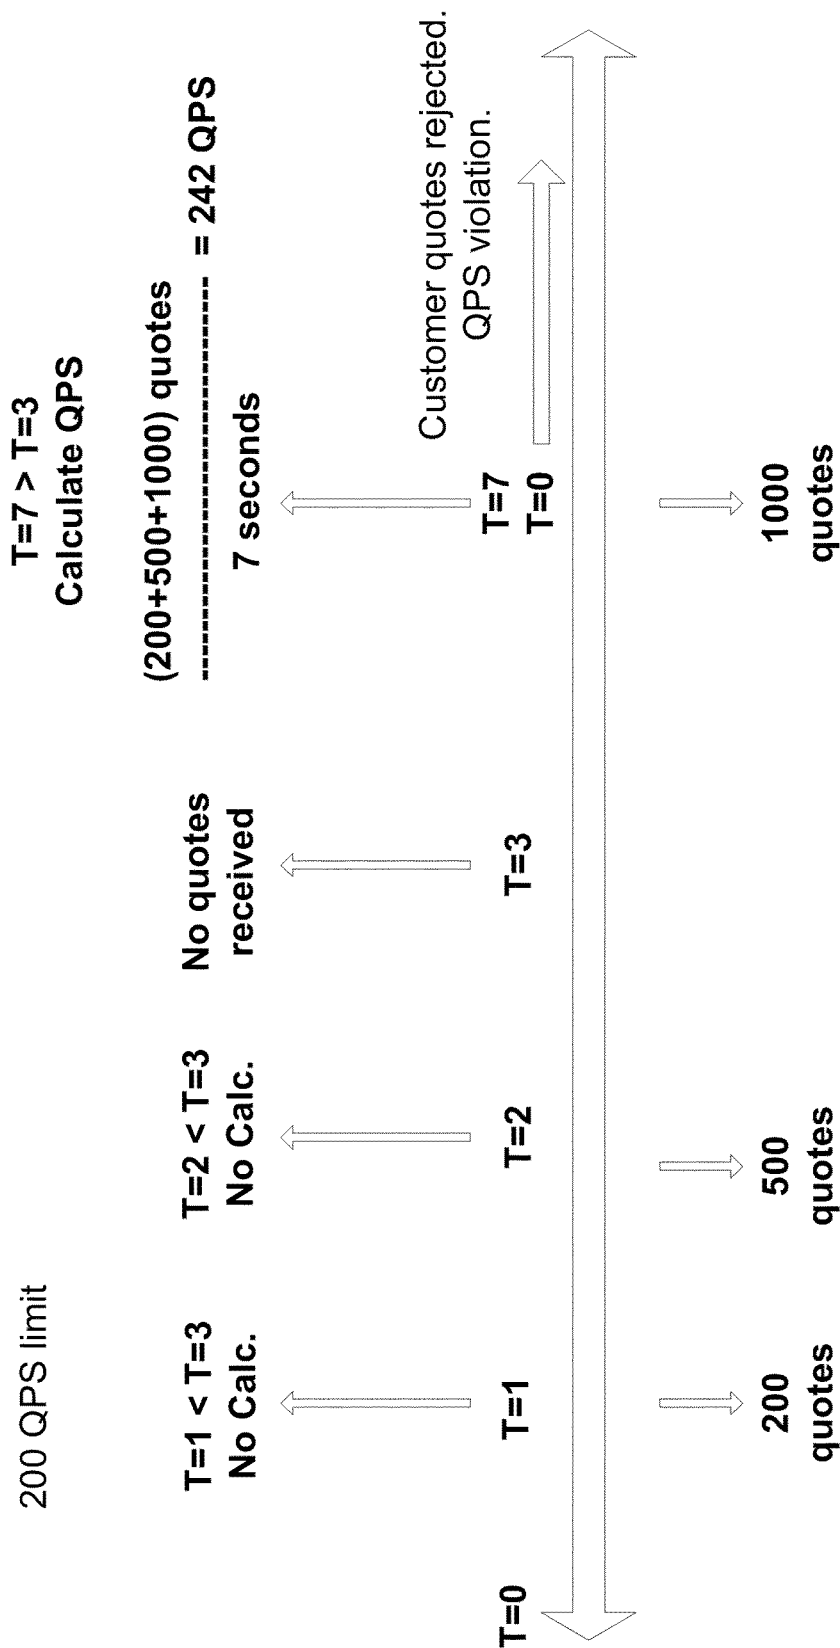 200 QPS limit
T=7 > T=3
Calculate QPS
T=1 < T=3
No Calc.
T=2 < T=3
No Calc.
No quotes
received
(200+500+1000) quotes
--------------------------- = 242 QPS
7 seconds
Customer quotes rejected.
QPS violation.
T=0
T=1
T=2
T=3
T=7
T=0
200
quotes
500
quotes
1000
quotes